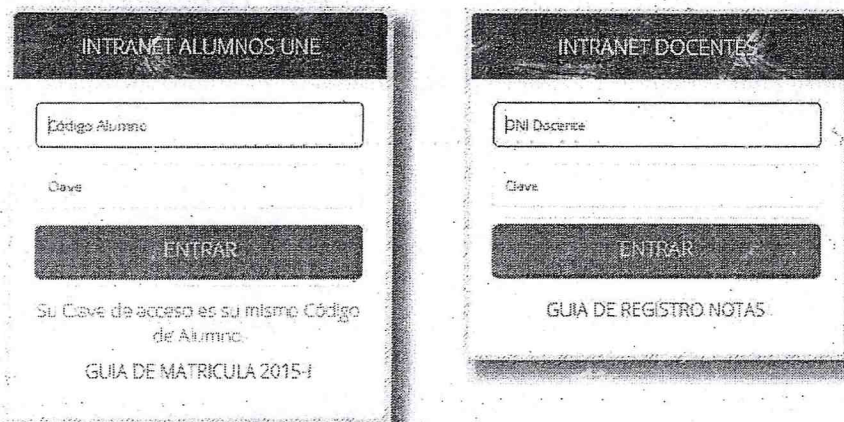 INTRANET ALUMNOS UNE
Código Alumno
Clave
ENTRAR
Su Clave de acceso es su mismo Código
de Alumno.
GUIA DE MATRICULA 2015-I
INTRANET DOCENTES
DNI Docente
Clave
ENTRAR
GUIA DE REGISTRO NOTAS